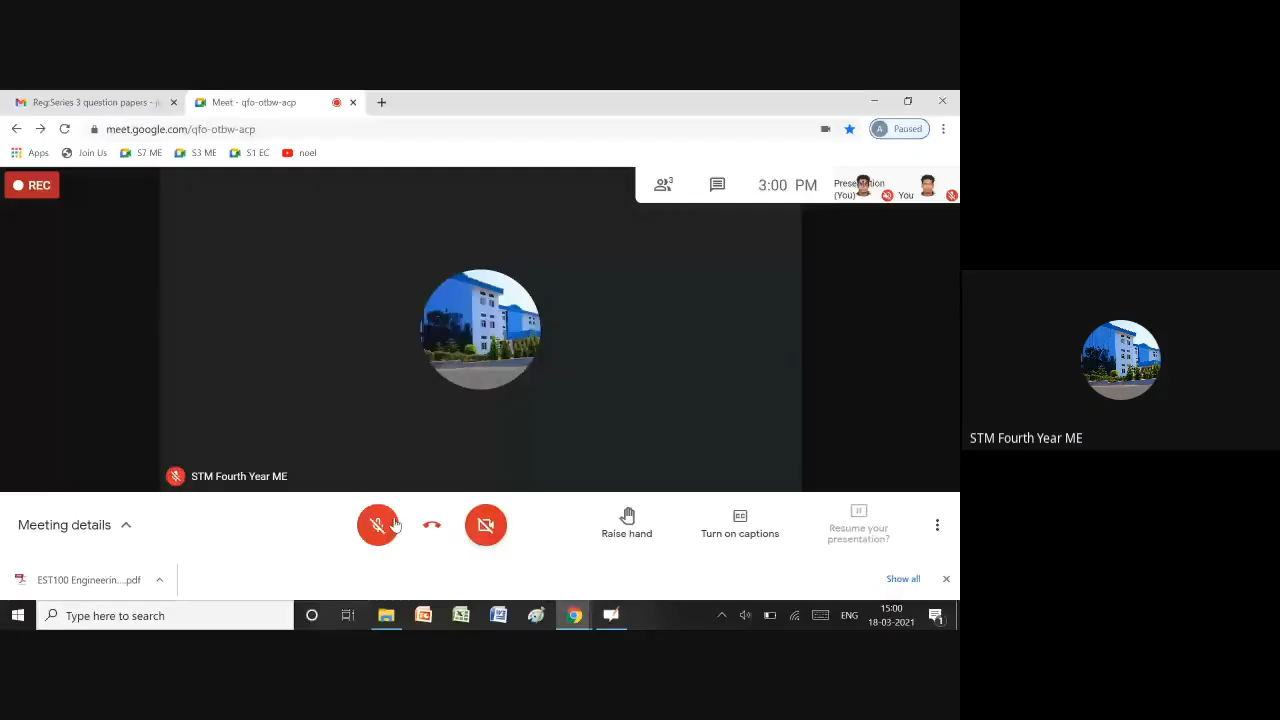 Reg:Series 3 question papers - ji
Meet - qfo-otbw-acp
meet.google.com/qfo-otbw-acp
A Paused
Apps Join Us S7 ME S3 ME S1 EC noel
REC
3
3:00 PM
Presentation
(You)
You
STM Fourth Year ME
STM Fourth Year ME
Meeting details
Raise hand
Turn on captions
Resume your
presentation?
EST100 Engineerin....pdf
Show all
Type here to search
ENG
15:00
18-03-2021
1